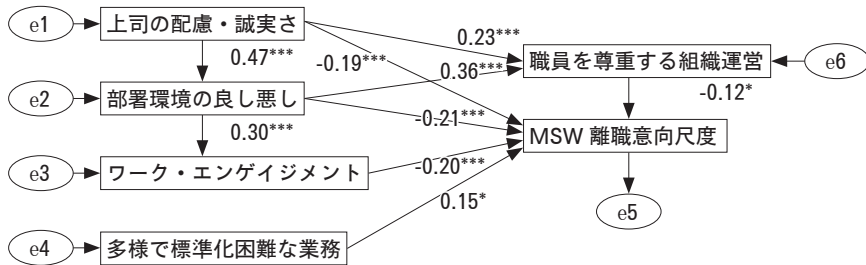 e1
上司の配慮・誠実さ
0.47***
0.23***
-0.19***
職員を尊重する組織運営
e6
0.36***
-0.12*
e2
部署環境の良し悪し
0.30***
-0.21***
MSW 離職意向尺度
e3
ワーク・エンゲイジメント
-0.20***
0.15*
e5
e4
多様で標準化困難な業務